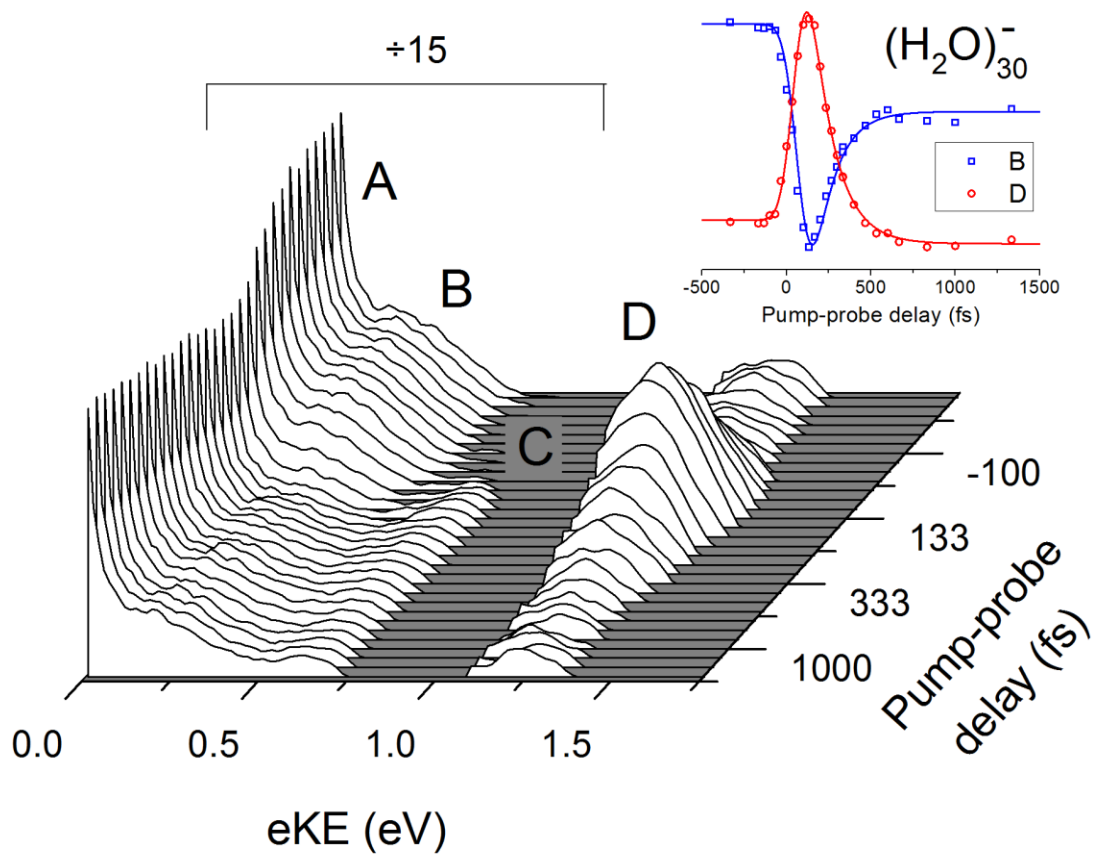 ÷15
(H₂O)₃₀⁻
A
B
D
B
D
C
-500 0 500 1000 1500
Pump-probe delay (fs)
-100
133
333
1000
Pump-probe
delay (fs)
0.0 0.5 1.0 1.5
eKE (eV)